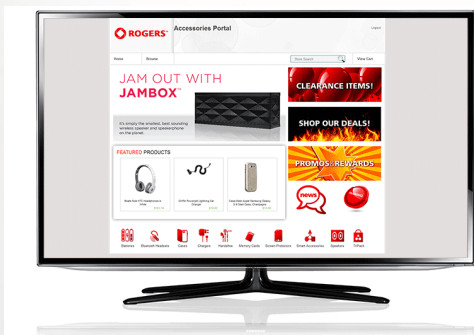 ROGERS™
Accessories Portal
Logout
Home
Browse
Store Search
View Cart
JAM OUT WITH
JAMBOX™
It's simply the smallest, best sounding
wireless speaker and speakerphone
on the planet.
CLEARANCE ITEMS!
SHOP OUR DEALS!
PROMOS&REWARDS
FEATURED PRODUCTS
news
Batteries
Bluetooth Headsets
Cases
Chargers
Handsfree
Memory Cards
Screen Protectors
Smart Accessories
Speakers